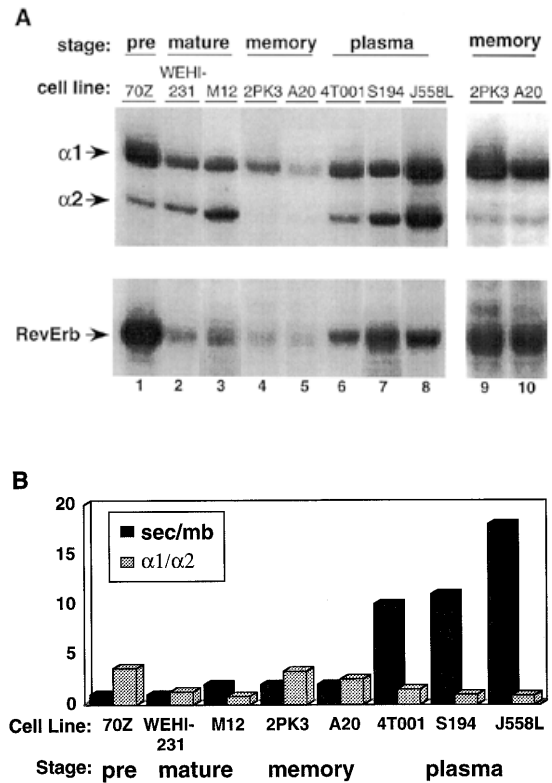 A
stage: pre mature memory plasma memory
cell line: 70Z WEHI-231 M12 2PK3 A20 4T001 S194 J558L 2PK3 A20
α1
α2
RevErb
1 2 3 4 5 6 7 8 9 10
B
20
15
10
5
0
sec/mb
α1/α2
Cell Line: 70Z WEHI-231 M12 2PK3 A20 4T001 S194 J558L
Stage: pre mature memory plasma